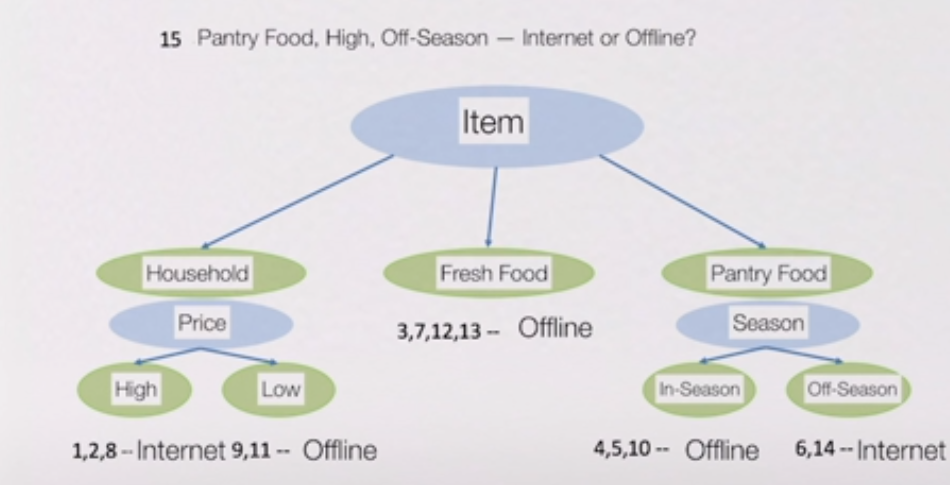 15 Pantry Food, High, Off-Season — Internet or Offline?
Item
Household
Fresh Food
Pantry Food
Price
3,7,12,13 -- Offline
Season
High
Low
In-Season
Off-Season
1,2,8 -- Internet
9,11 -- Offline
4,5,10 -- Offline
6,14 -- Internet